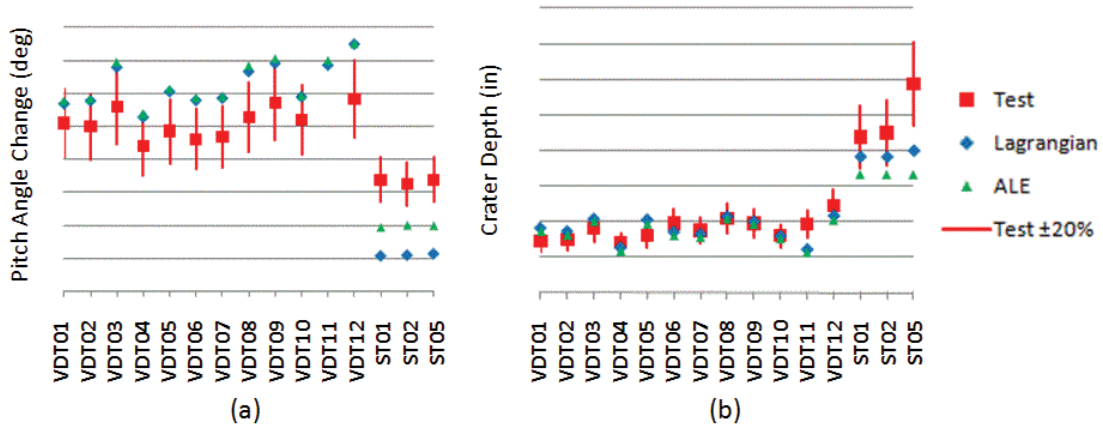 Pitch Angle Change (deg)
VDT01
VDT02
VDT03
VDT04
VDT05
VDT06
VDT07
VDT08
VDT09
VDT10
VDT11
VDT12
ST01
ST02
ST05
(a)
Crater Depth (in)
VDT01
VDT02
VDT03
VDT04
VDT05
VDT06
VDT07
VDT08
VDT09
VDT10
VDT11
VDT12
ST01
ST02
ST05
(b)
Test
Lagrangian
ALE
Test ±20%